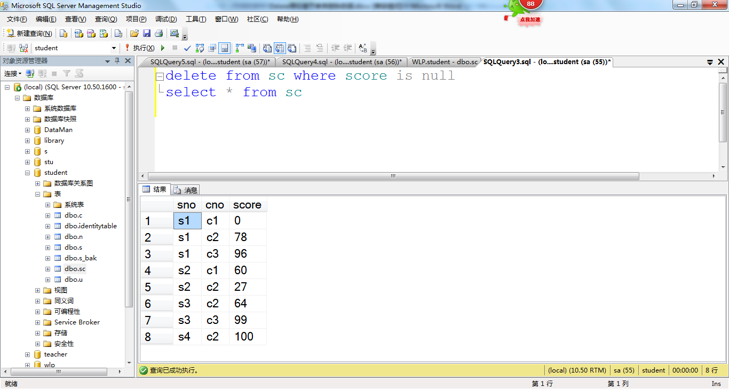 Microsoft SQL Server Management Studio
88
点我加速
文件(F) 编辑(E) 查看(V) 查询(Q) 项目(P) 调试(D) 工具(T) 窗口(W) 社区(C) 帮助(H)
新建查询(N)
student 执行(X)
对象资源管理器
SQLQuery5.sql - (lo....student (sa (57))* SQLQuery4.sql - (lo....student (sa (56))* WLP.student - dbo.sc SQLQuery3.sql - (lo....student (sa (55))*
连接
(local) (SQL Server 10.50.1600 -
数据库
系统数据库
数据库快照
DataMan
library
s
stu
student
数据库关系图
表
系统表
dbo.c
dbo.identitytable
dbo.n
dbo.s
dbo.s_bak
dbo.sc
dbo.u
视图
同义词
可编程性
Service Broker
存储
安全性
teacher
wlp
delete from sc where score is null
select * from sc
结果 消息
sno cno score
1 s1 c1 0
2 s1 c2 78
3 s1 c3 96
4 s2 c1 60
5 s2 c2 27
6 s3 c2 64
7 s3 c3 99
8 s4 c2 100
查询已成功执行。 (local) (10.50 RTM) sa (55) student 00:00:00 8 行
就绪 第 1 行 第 1 列 Ins